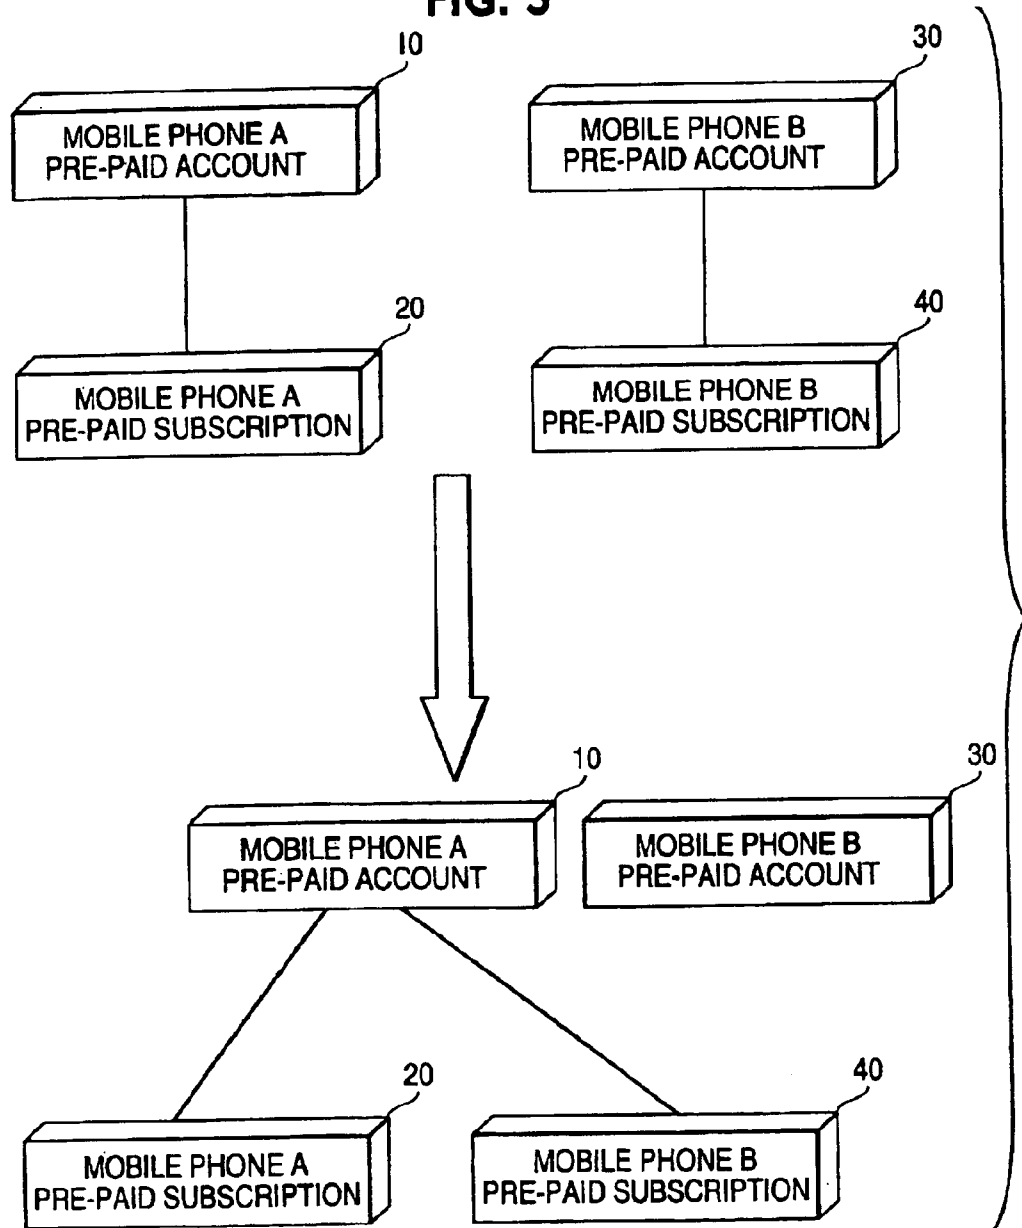 FIG. 3
10
30
MOBILE PHONE A
PRE-PAID ACCOUNT
MOBILE PHONE B
PRE-PAID ACCOUNT
20
40
MOBILE PHONE A
PRE-PAID SUBSCRIPTION
MOBILE PHONE B
PRE-PAID SUBSCRIPTION
10
30
MOBILE PHONE A
PRE-PAID ACCOUNT
MOBILE PHONE B
PRE-PAID ACCOUNT
20
40
MOBILE PHONE A
PRE-PAID SUBSCRIPTION
MOBILE PHONE B
PRE-PAID SUBSCRIPTION